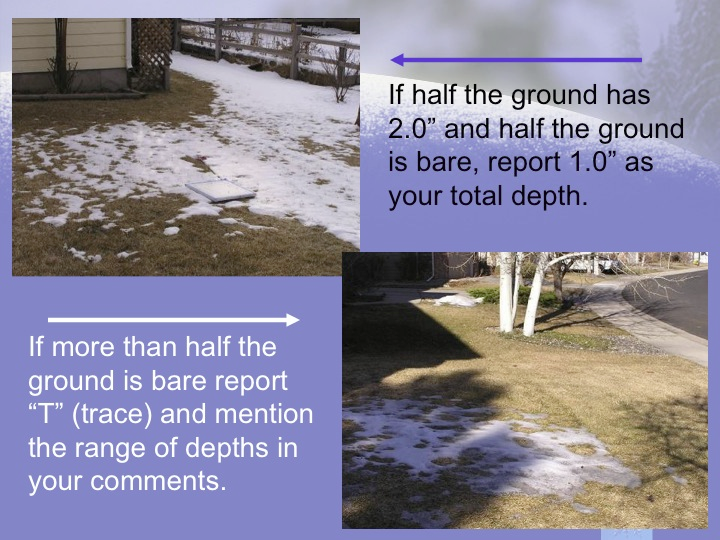 If half the ground has
2.0” and half the ground
is bare, report 1.0” as
your total depth.
If more than half the
ground is bare report
“T” (trace) and mention
the range of depths in
your comments.